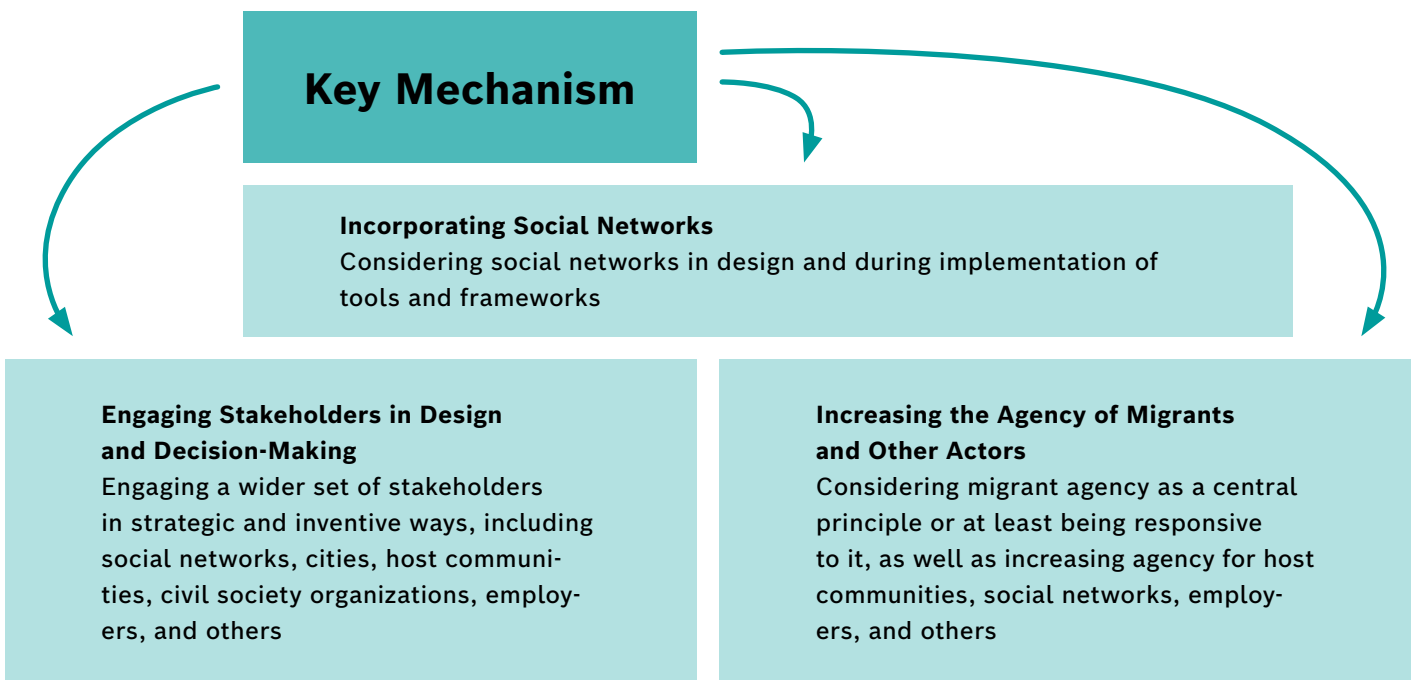 Key Mechanism
Incorporating Social Networks
Considering social networks in design and during implementation of
tools and frameworks
Engaging Stakeholders in Design
and Decision-Making
Engaging a wider set of stakeholders
in strategic and inventive ways, including
social networks, cities, host communi-
ties, civil society organizations, employ-
ers, and others
Increasing the Agency of Migrants
and Other Actors
Considering migrant agency as a central
principle or at least being responsive
to it, as well as increasing agency for host
communities, social networks, employ-
ers, and others